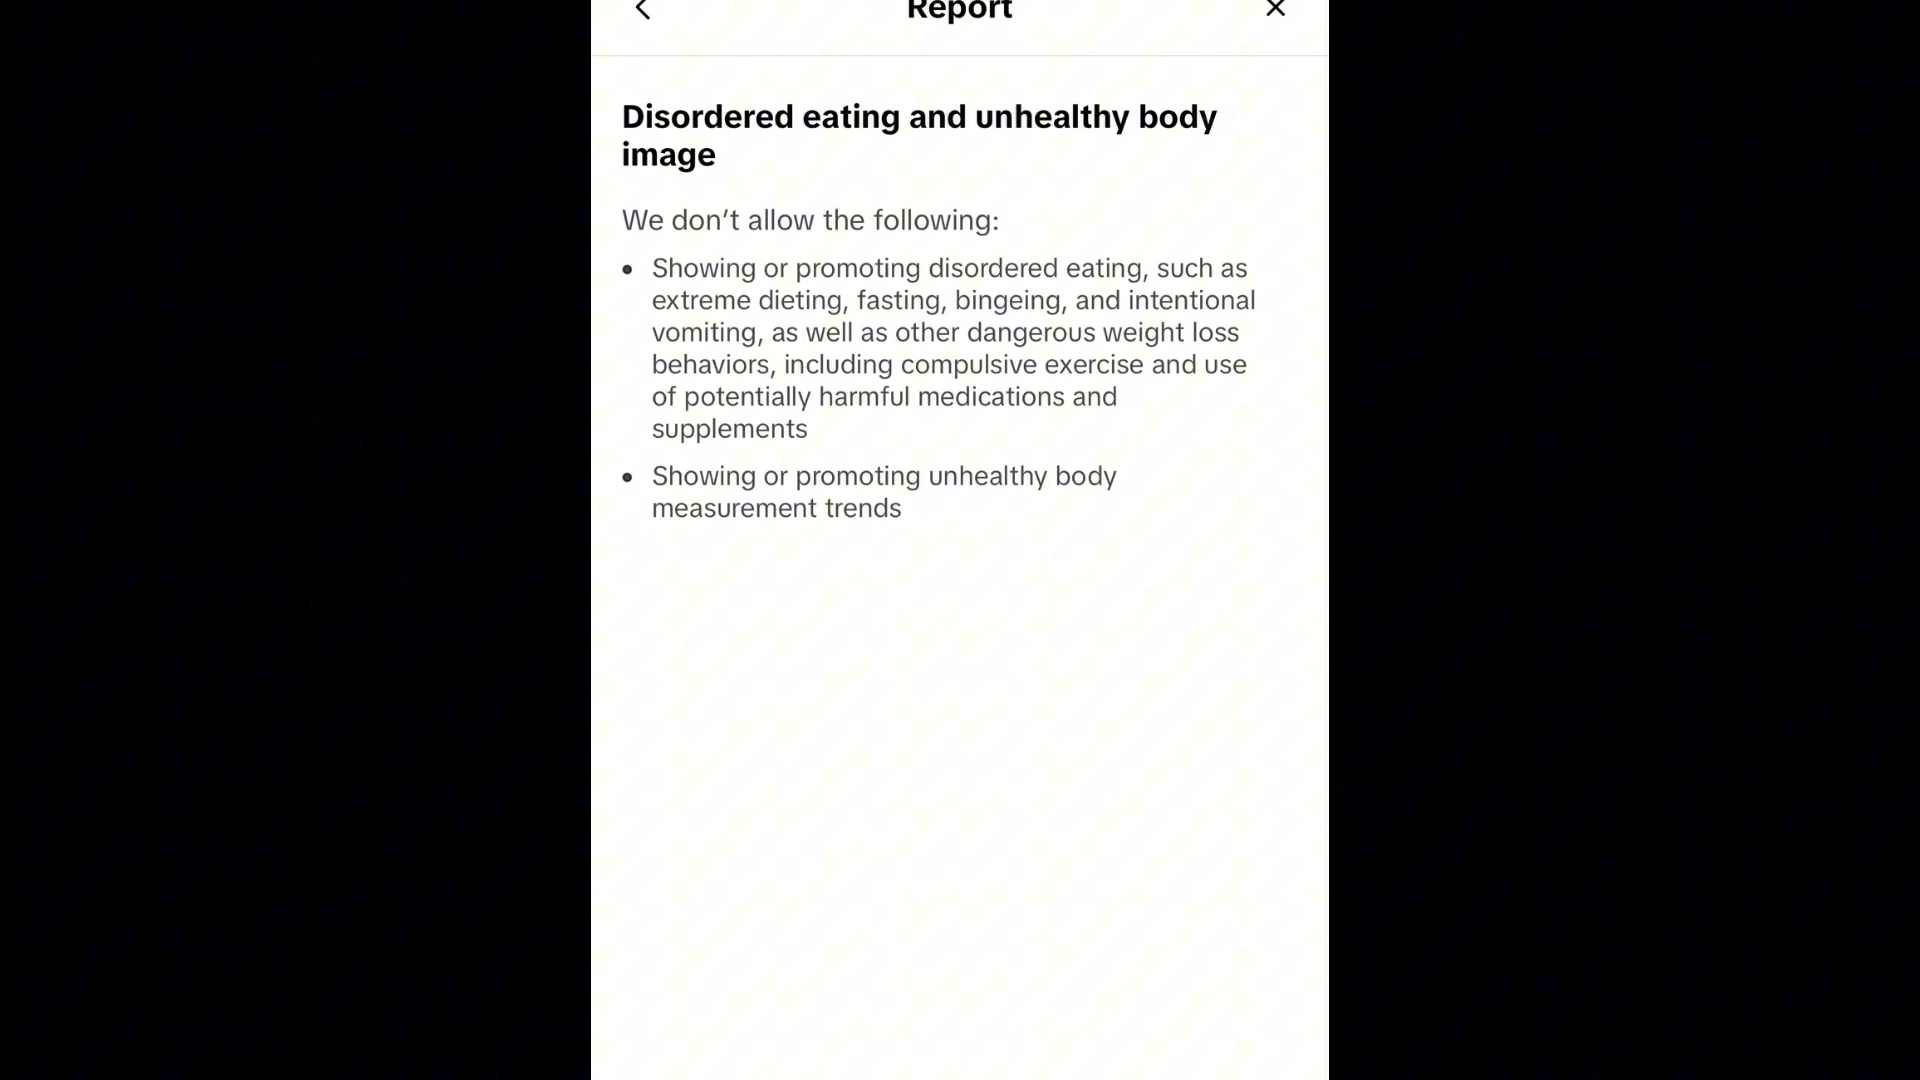 Report
Disordered eating and unhealthy body
image
We don’t allow the following:
• Showing or promoting disordered eating, such as
extreme dieting, fasting, bingeing, and intentional
vomiting, as well as other dangerous weight loss
behaviors, including compulsive exercise and use
of potentially harmful medications and
supplements
• Showing or promoting unhealthy body
measurement trends